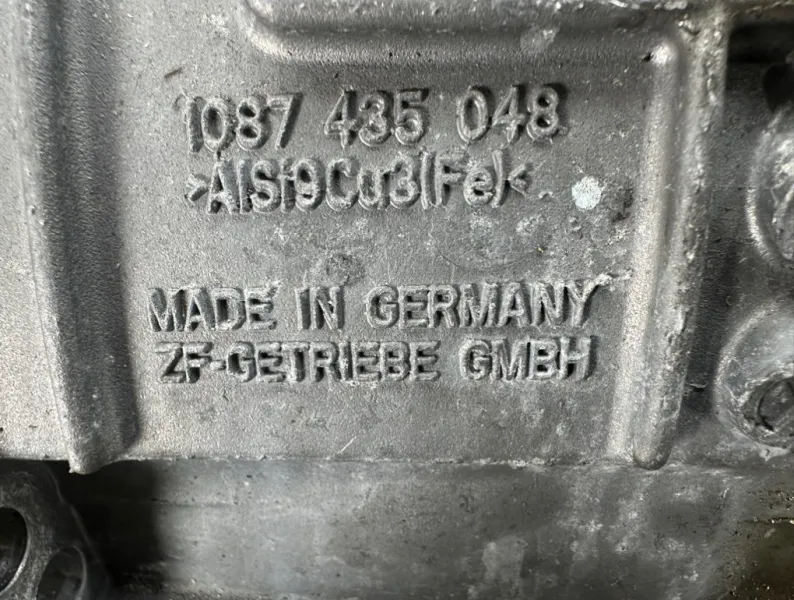 1087 435 048
>AlSi9Cu3(Fe)<
MADE IN GERMANY
ZF-GETRIEBE GMBH